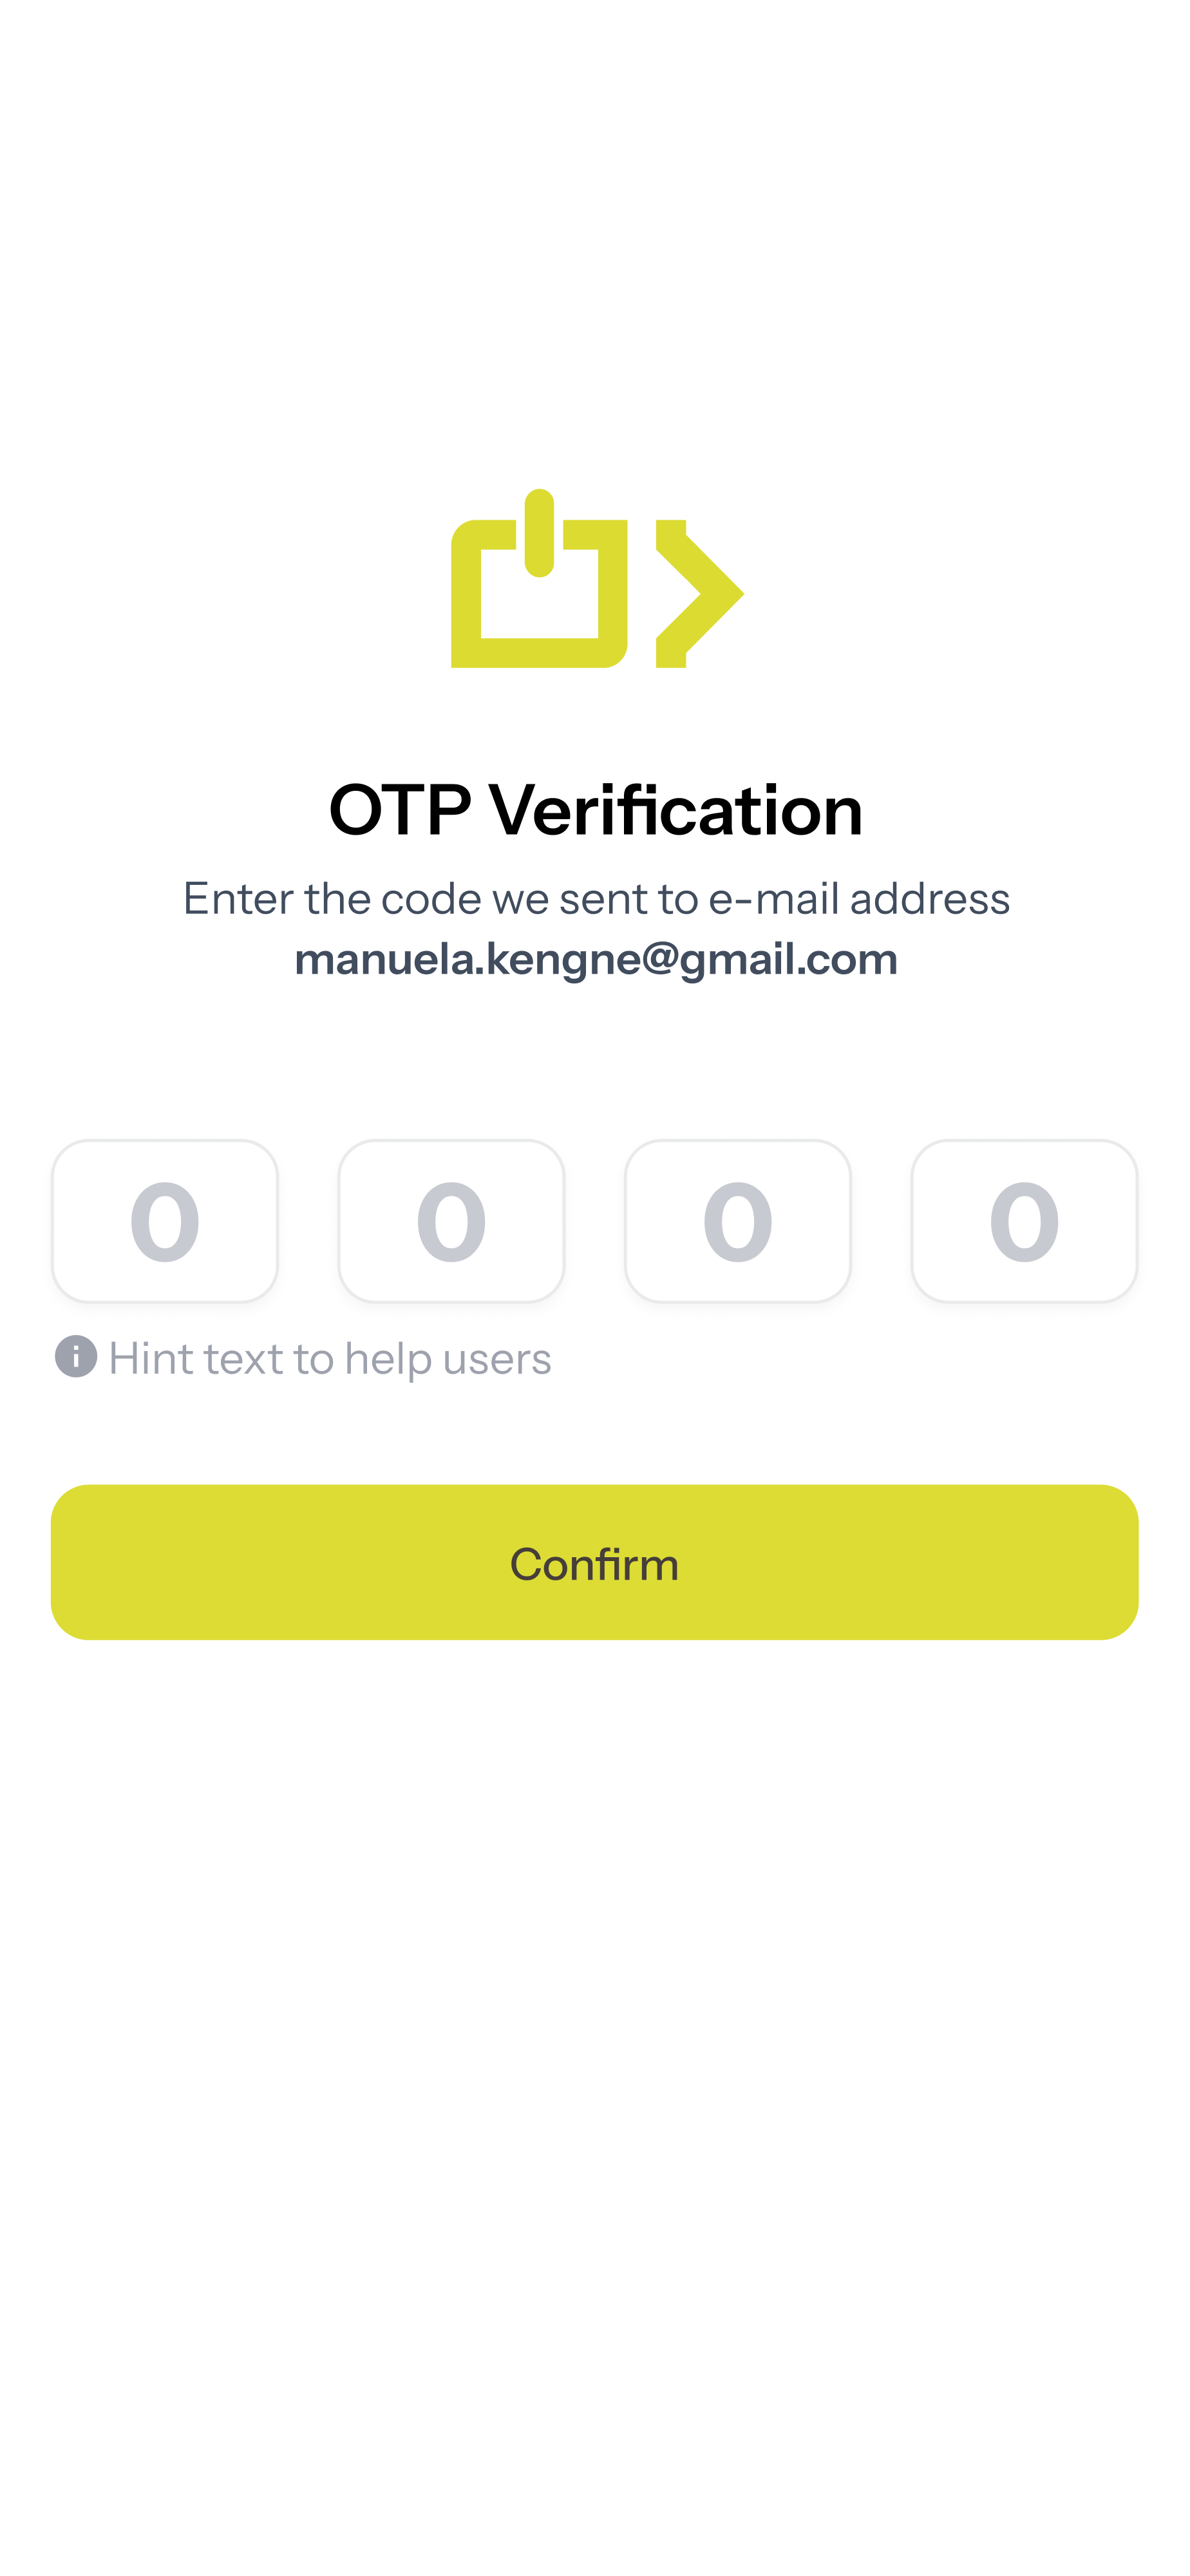 OTP Verification
Enter the code we sent to e-mail address
manuela.kengne@gmail.com
0 0 0 0
Hint text to help users
Confirm